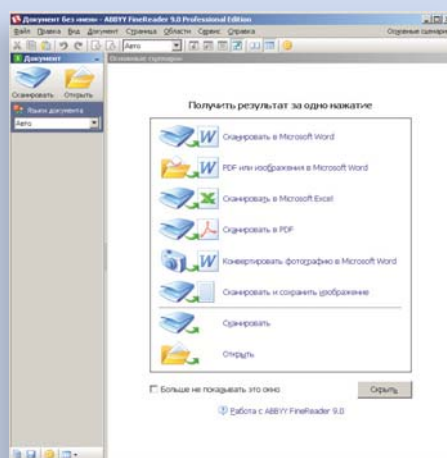 Документ без имени - ABBYY FineReader 9.0 Professional Edition
Файл Правка Вид Документ Страница Области Сервис Справка
Авто
1 Документ
Основные сценарии
Сканировать Открыть
Языки документа
Авто
Получить результат за одно нажатие
Сканировать в Microsoft Word
PDF или изображения в Microsoft Word
Сканировать в Microsoft Excel
Сканировать в PDF
Конвертировать фотографию в Microsoft Word
Сканировать и сохранить изображение
Сканировать
Открыть
Больше не показывать это окно
Скрыть
Работа с ABBYY FineReader 9.0